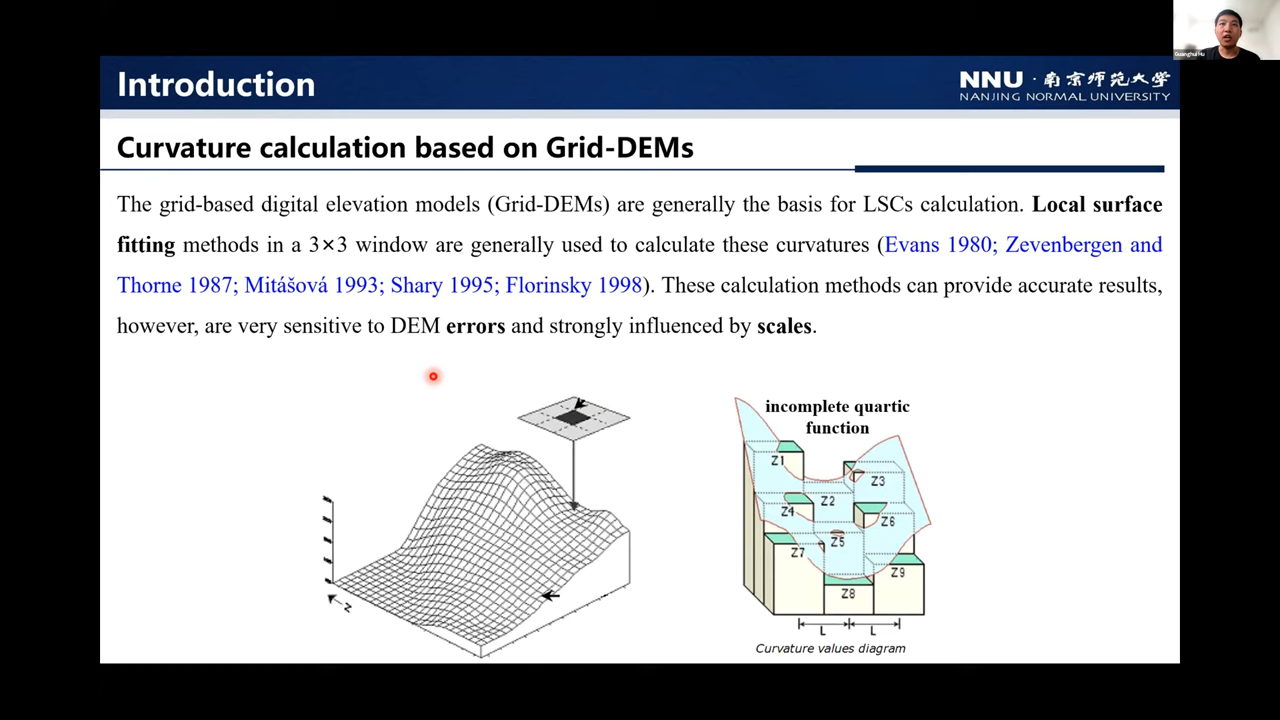 Guanghui Hu
Introduction
NNU · 南京师范大学
NANJING NORMAL UNIVERSITY
Curvature calculation based on Grid-DEMs
The grid-based digital elevation models (Grid-DEMs) are generally the basis for LSCs calculation. Local surface
fitting methods in a 3×3 window are generally used to calculate these curvatures (Evans 1980; Zevenbergen and
Thorne 1987; Mitášová 1993; Shary 1995; Florinsky 1998). These calculation methods can provide accurate results,
however, are very sensitive to DEM errors and strongly influenced by scales.
incomplete quartic
function
Z1
Z3
Z2
Z4
Z6
Z5
Z7
Z9
Z8
L L
Z
Curvature values diagram